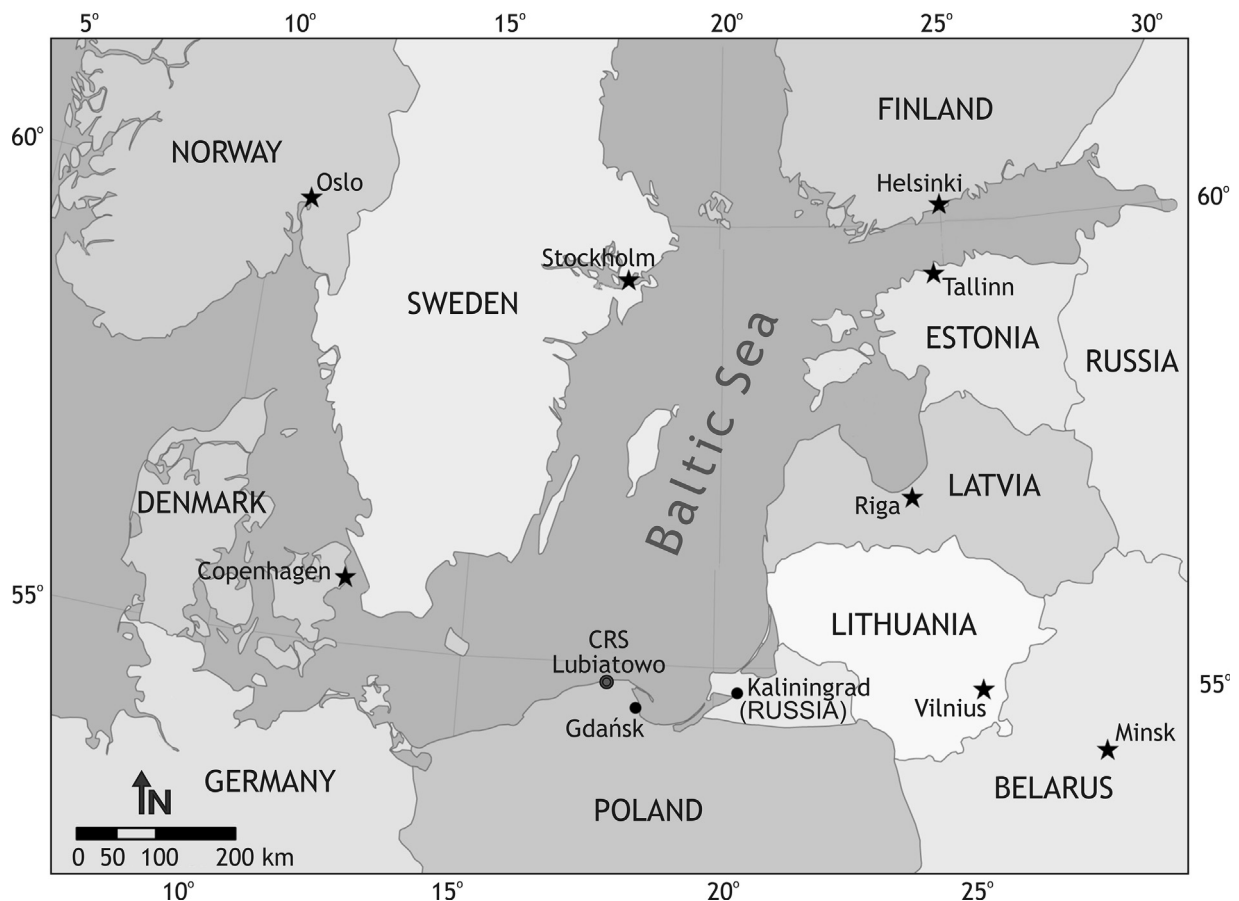 5° 10° 15° 20° 25° 30°
FINLAND
60°
NORWAY
Oslo
Helsinki
60°
Stockholm
Tallinn
SWEDEN
ESTONIA
RUSSIA
Baltic Sea
DENMARK
LATVIA
Riga
Copenhagen
55°
LITHUANIA
CRS
Lubiatowo
Kaliningrad
(RUSSIA)
55°
Vilnius
Gdańsk
Minsk
GERMANY
BELARUS
N
POLAND
0 50 100 200 km
10° 15° 20° 25°